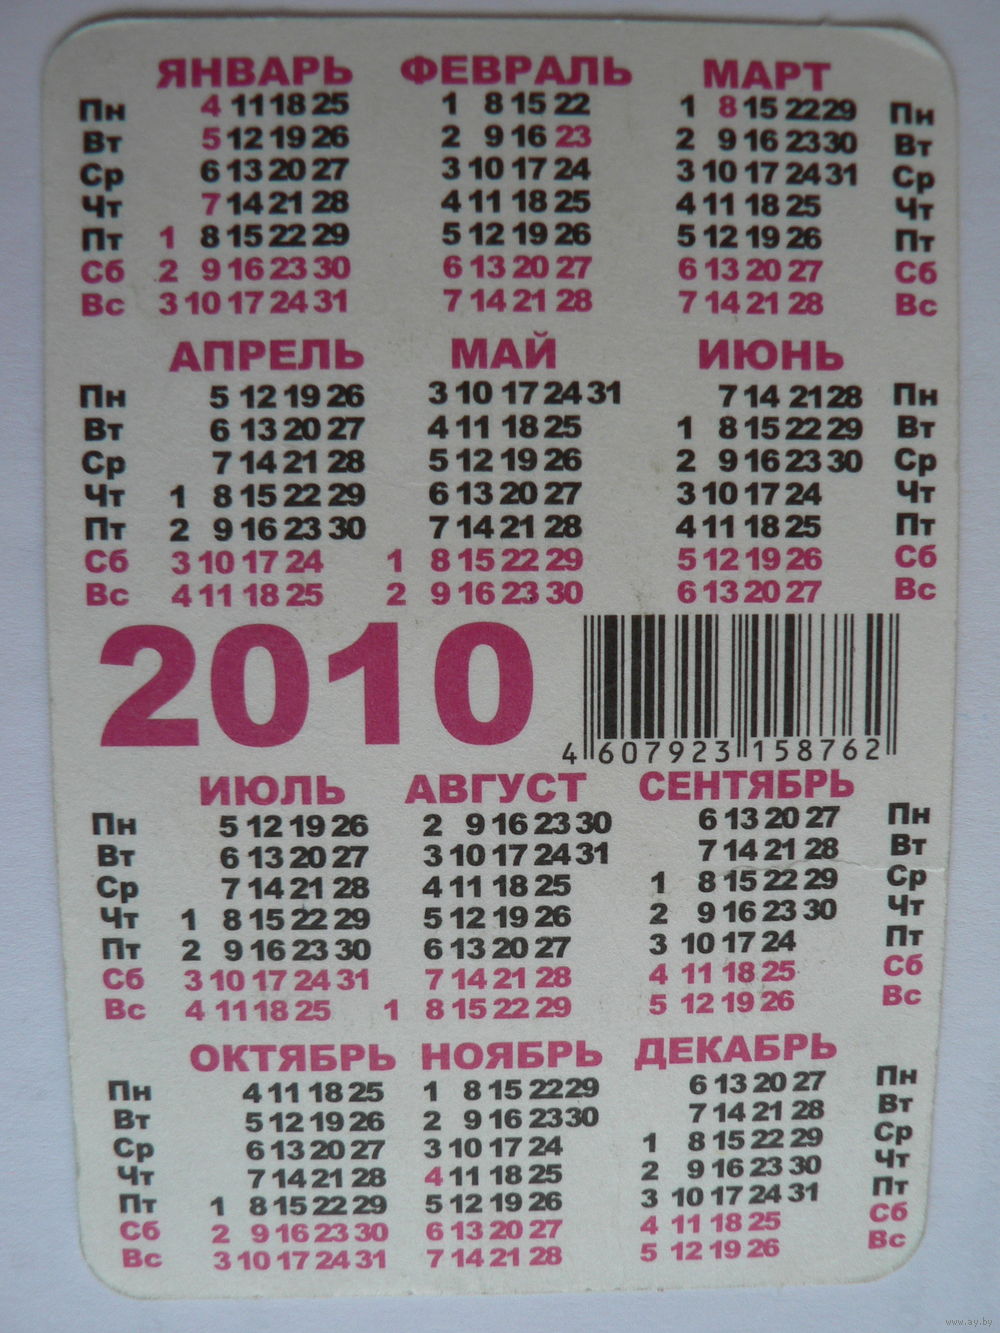 ЯНВАРЬ ФЕВРАЛЬ МАРТ
Пн 4 11 18 25 1 8 15 22 1 8 15 22 29 Пн
Вт 5 12 19 26 2 9 16 23 2 9 16 23 30 Вт
Ср 6 13 20 27 3 10 17 24 3 10 17 24 31 Ср
Чт 7 14 21 28 4 11 18 25 4 11 18 25 Чт
Пт 1 8 15 22 29 5 12 19 26 5 12 19 26 Пт
Сб 2 9 16 23 30 6 13 20 27 6 13 20 27 Сб
Вс 3 10 17 24 31 7 14 21 28 7 14 21 28 Вс
АПРЕЛЬ МАЙ ИЮНЬ
Пн 5 12 19 26 3 10 17 24 31 7 14 21 28 Пн
Вт 6 13 20 27 4 11 18 25 1 8 15 22 29 Вт
Ср 7 14 21 28 5 12 19 26 2 9 16 23 30 Ср
Чт 1 8 15 22 29 6 13 20 27 3 10 17 24 Чт
Пт 2 9 16 23 30 7 14 21 28 4 11 18 25 Пт
Сб 3 10 17 24 1 8 15 22 29 5 12 19 26 Сб
Вс 4 11 18 25 2 9 16 23 30 6 13 20 27 Вс
2010
4 607923 158762
ИЮЛЬ АВГУСТ СЕНТЯБРЬ
Пн 5 12 19 26 2 9 16 23 30 6 13 20 27 Пн
Вт 6 13 20 27 3 10 17 24 31 7 14 21 28 Вт
Ср 7 14 21 28 4 11 18 25 1 8 15 22 29 Ср
Чт 1 8 15 22 29 5 12 19 26 2 9 16 23 30 Чт
Пт 2 9 16 23 30 6 13 20 27 3 10 17 24 Пт
Сб 3 10 17 24 31 7 14 21 28 4 11 18 25 Сб
Вс 4 11 18 25 1 8 15 22 29 5 12 19 26 Вс
ОКТЯБРЬ НОЯБРЬ ДЕКАБРЬ
Пн 4 11 18 25 1 8 15 22 29 6 13 20 27 Пн
Вт 5 12 19 26 2 9 16 23 30 7 14 21 28 Вт
Ср 6 13 20 27 3 10 17 24 1 8 15 22 29 Ср
Чт 7 14 21 28 4 11 18 25 2 9 16 23 30 Чт
Пт 1 8 15 22 29 5 12 19 26 3 10 17 24 31 Пт
Сб 2 9 16 23 30 6 13 20 27 4 11 18 25 Сб
Вс 3 10 17 24 31 7 14 21 28 5 12 19 26 Вс
www.ay.by